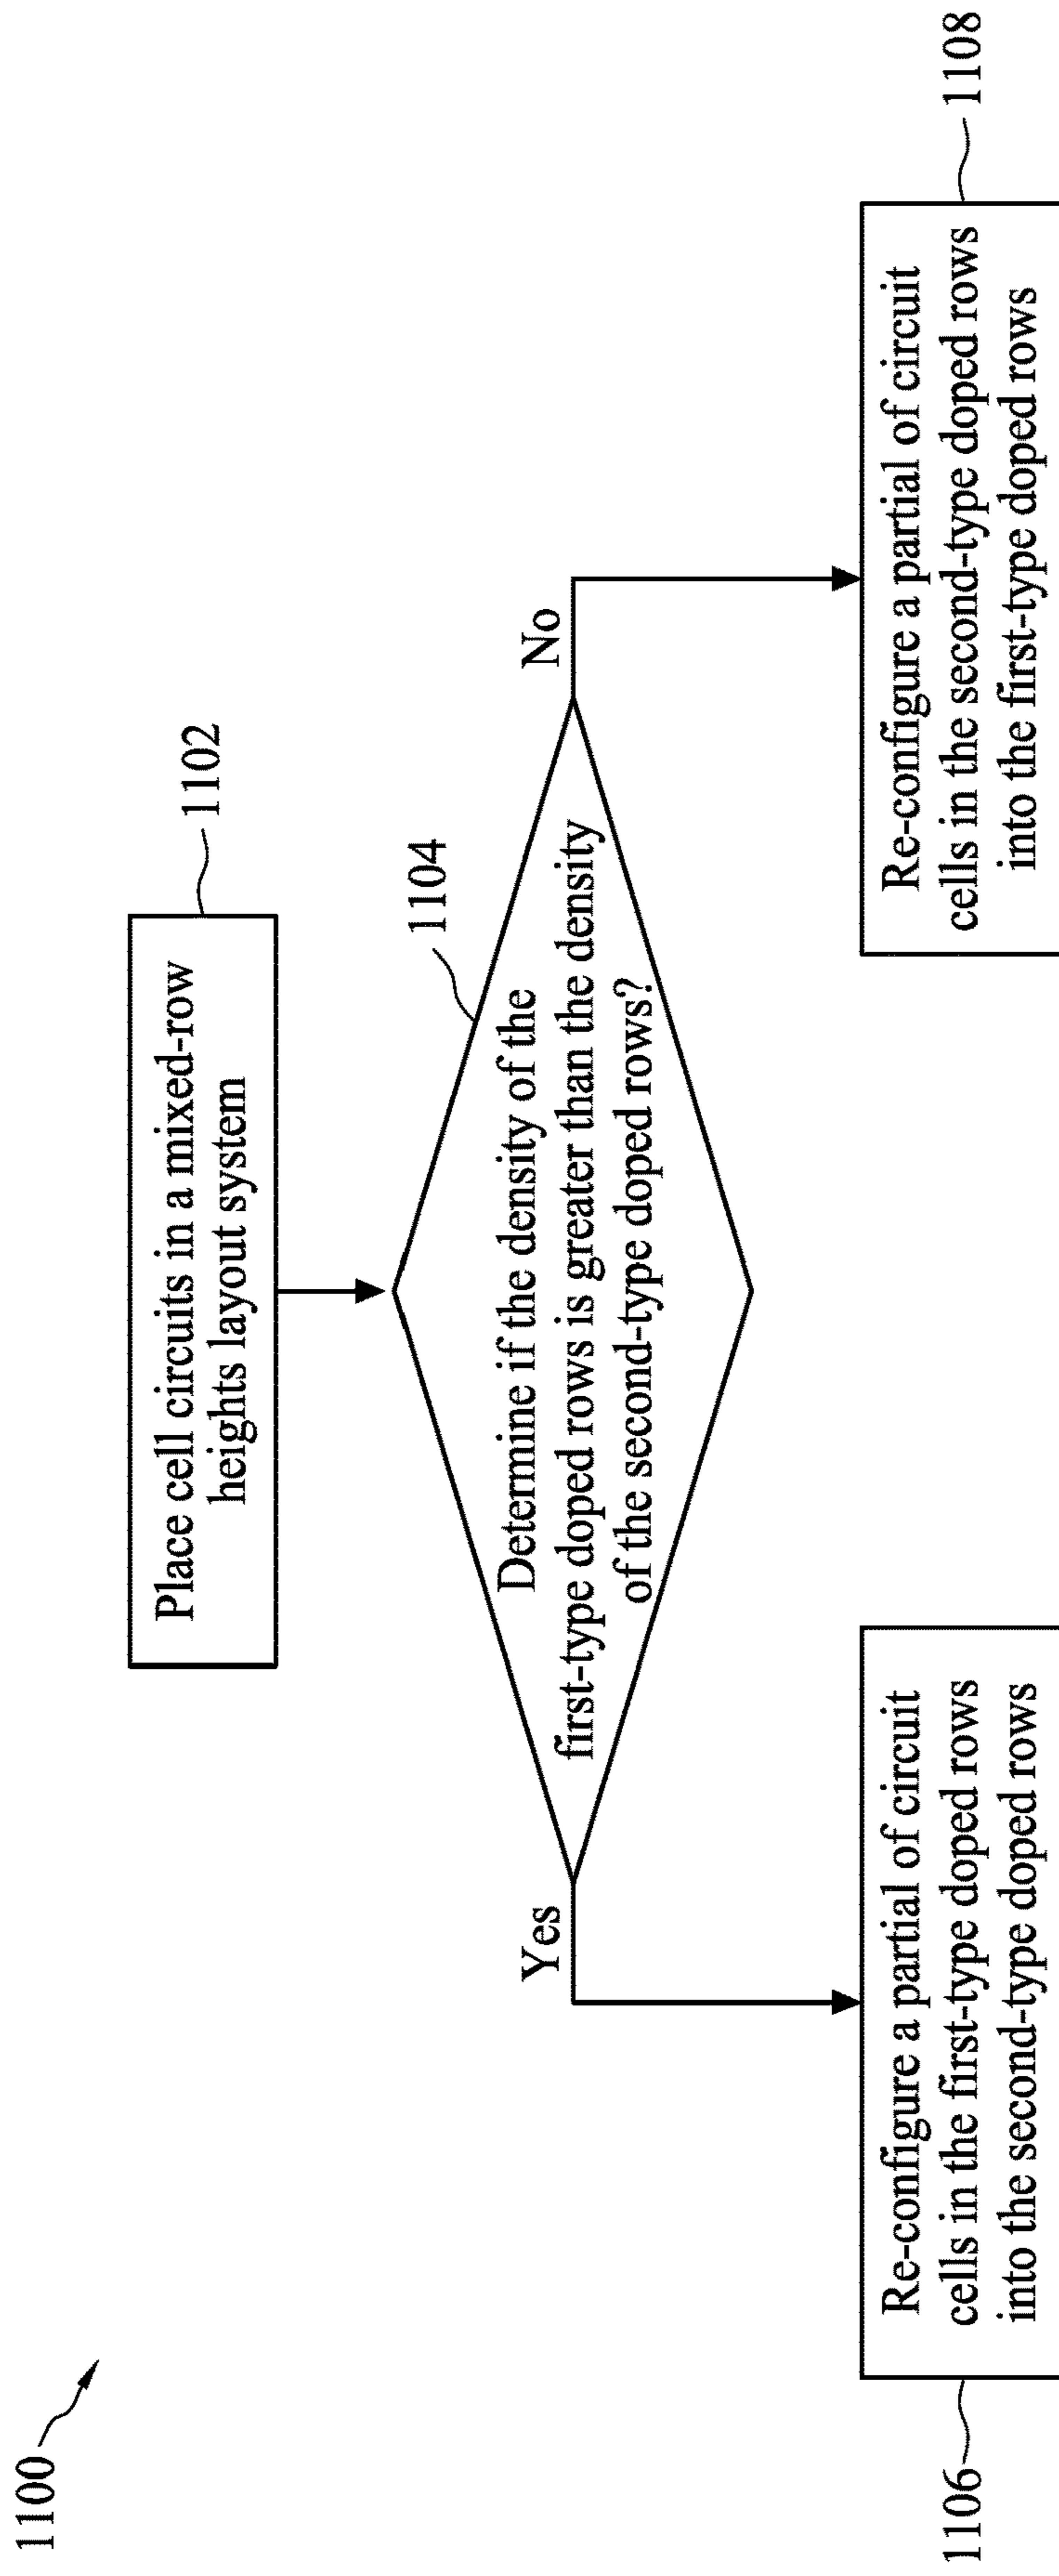 1100
Place cell circuits in a mixed-row
heights layout system
1102
1104
Determine if the density of the
first-type doped rows is greater than the density
of the second-type doped rows?
Yes
No
Re-configure a partial of circuit
cells in the first-type doped rows
into the second-type doped rows
1106
Re-configure a partial of circuit
cells in the second-type doped rows
into the first-type doped rows
1108